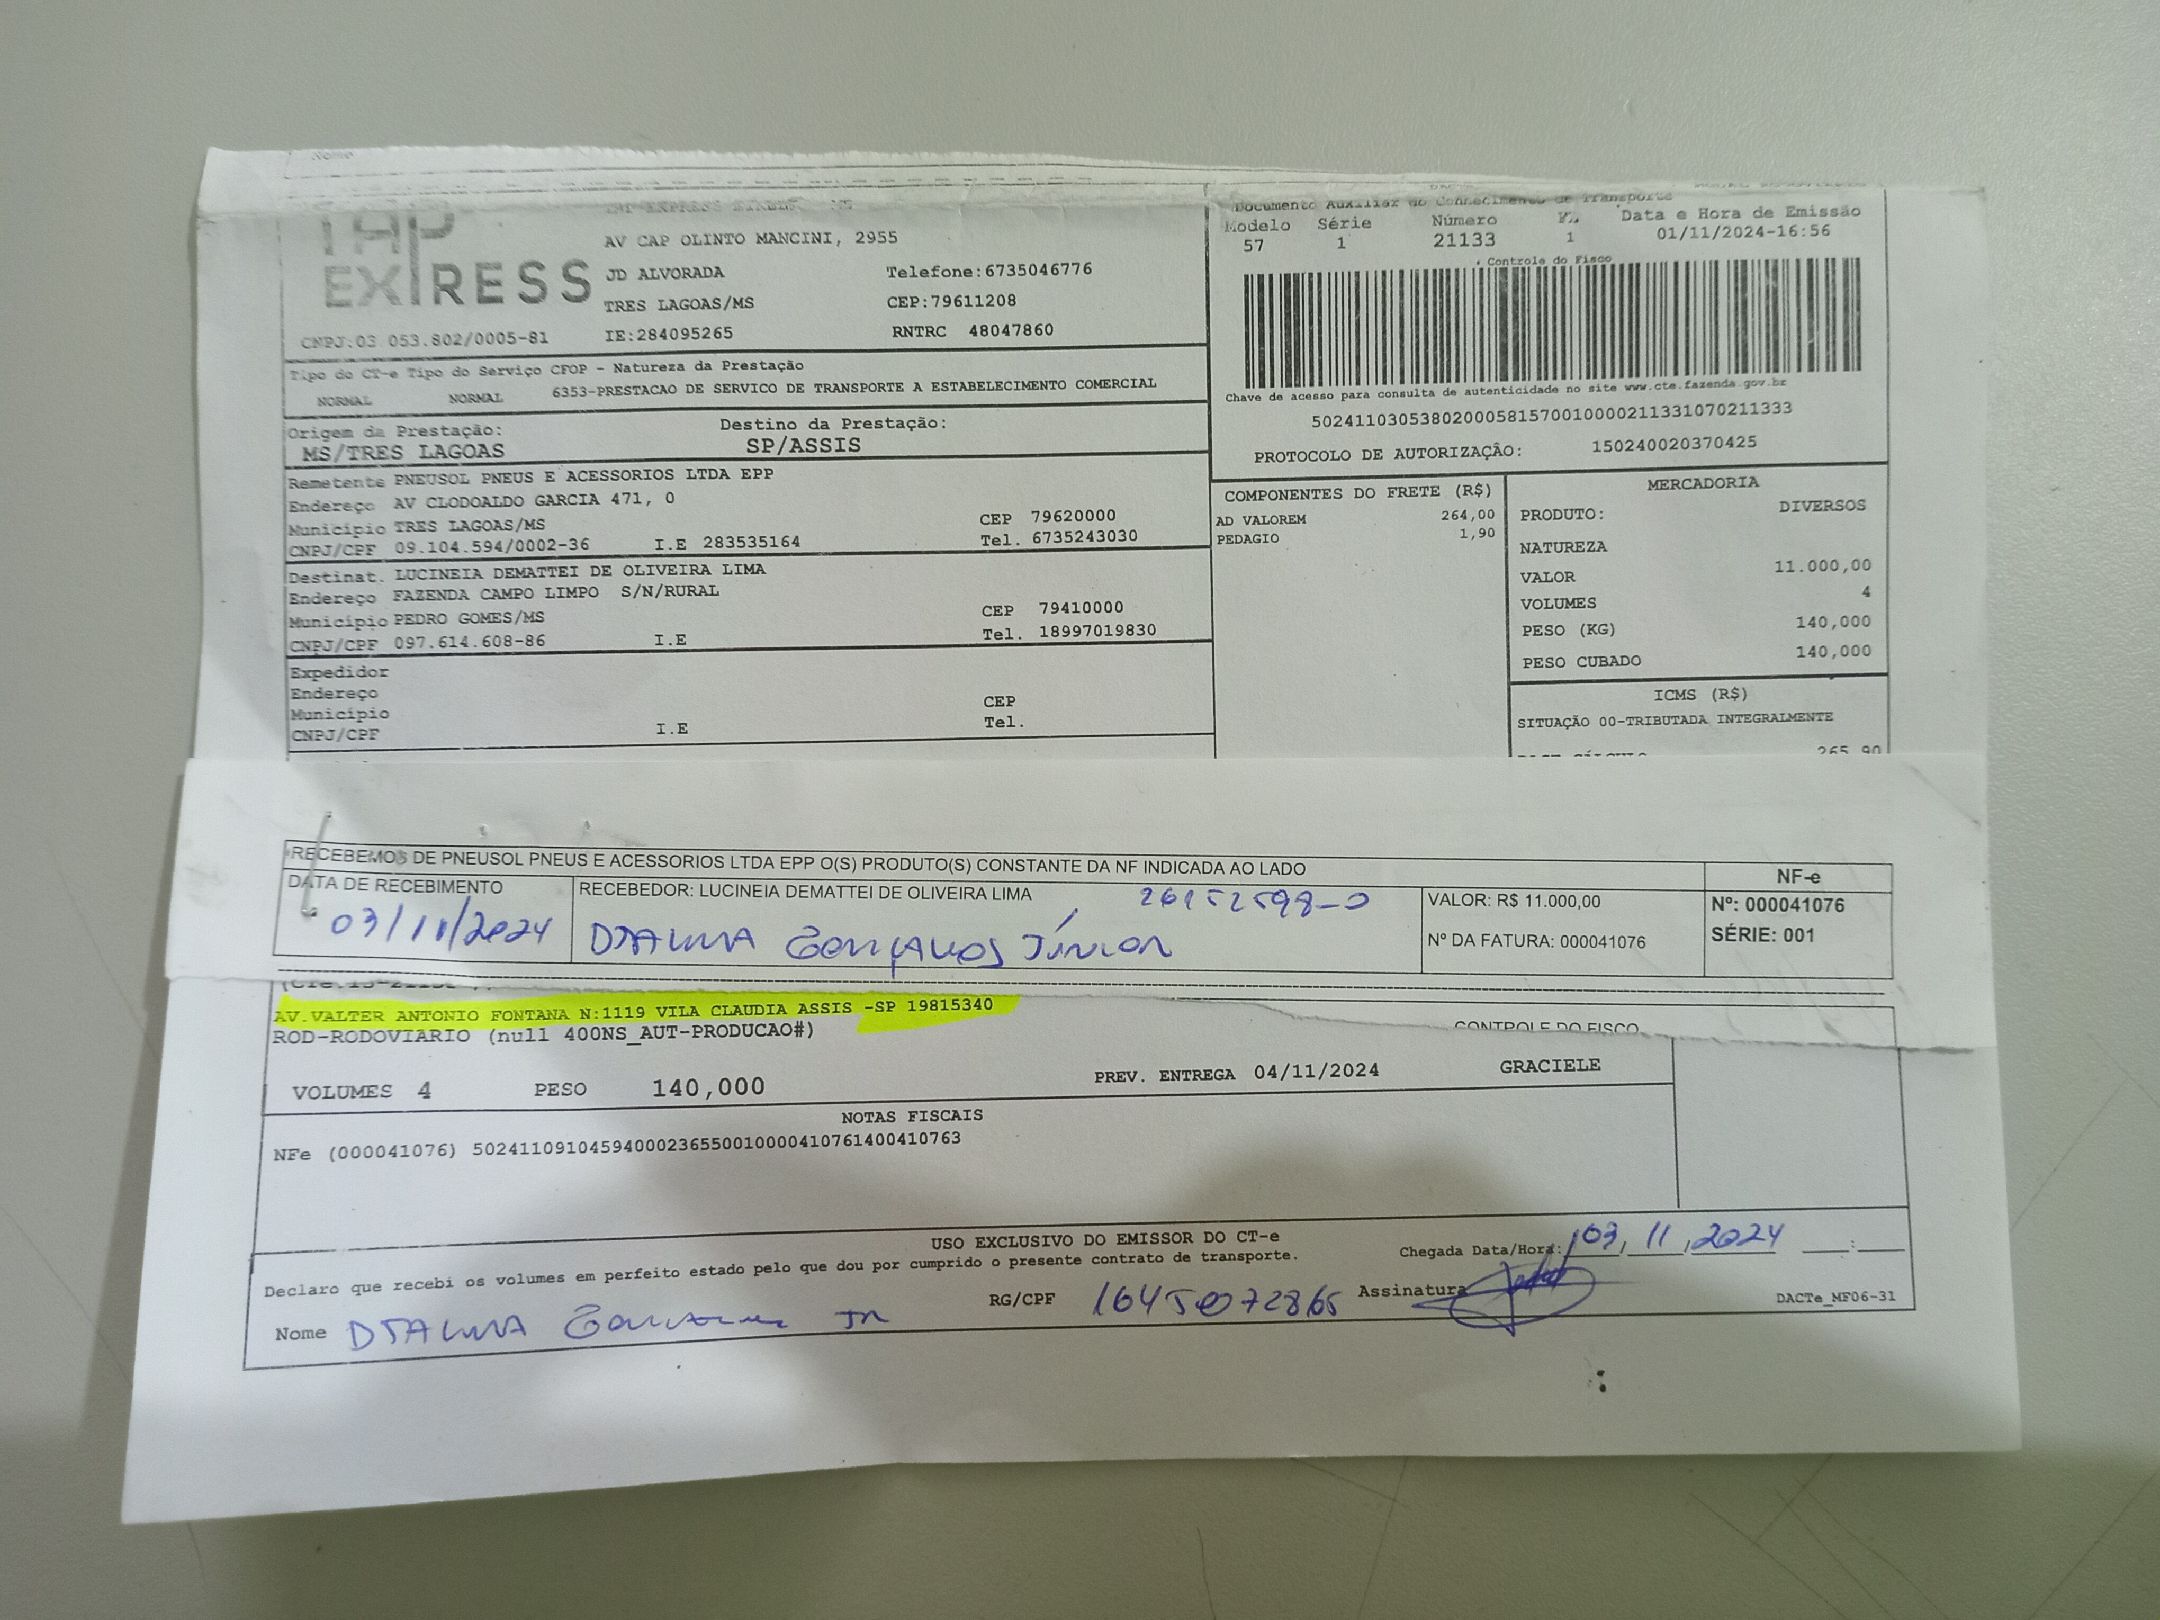 Nome
EXPRESS
AV CAP OLINTO MANCINI, 2955
JD ALVORADA Telefone:6735046776
TRES LAGOAS/MS CEP:79611208
CNPJ:03.053.802/0005-81 IE:284095265 RNTRC 48047860
Documento Auxiliar do Conhecimento de Transporte
Modelo Série Número Data e Hora de Emissão
57 1 21133 1 01/11/2024-16:56
Controle do Fisco
Chave de acesso para consulta de autenticidade no site www.cte.fazenda.gov.br
50241103053802000581570010000211331070211333
PROTOCOLO DE AUTORIZAÇÃO: 150240020370425
Tipo do CT-e Tipo do Serviço CFOP - Natureza da Prestação
NORMAL NORMAL 6353-PRESTACAO DE SERVICO DE TRANSPORTE A ESTABELECIMENTO COMERCIAL
Origem da Prestação: Destino da Prestação:
MS/TRES LAGOAS SP/ASSIS
Remetente PNEUSOL PNEUS E ACESSORIOS LTDA EPP
Endereço AV CLODOALDO GARCIA 471, 0
Município TRES LAGOAS/MS CEP 79620000
CNPJ/CPF 09.104.594/0002-36 I.E 283535164 Tel. 6735243030
Destinat. LUCINEIA DEMATTEI DE OLIVEIRA LIMA
Endereço FAZENDA CAMPO LIMPO S/N/RURAL
Município PEDRO GOMES/MS CEP 79410000
CNPJ/CPF 097.614.608-86 I.E Tel. 18997019830
Expedidor
Endereço
Município CEP
CNPJ/CPF I.E Tel.
COMPONENTES DO FRETE (R$)
AD VALOREM 264,00
PEDAGIO 1,90
MERCADORIA
PRODUTO: DIVERSOS
NATUREZA
VALOR 11.000,00
VOLUMES 4
PESO (KG) 140,000
PESO CUBADO 140,000
ICMS (R$)
SITUAÇÃO 00-TRIBUTADA INTEGRALMENTE
265,90
RECEBEMOS DE PNEUSOL PNEUS E ACESSORIOS LTDA EPP O(S) PRODUTO(S) CONSTANTE DA NF INDICADA AO LADO
NF-e
DATA DE RECEBIMENTO RECEBEDOR: LUCINEIA DEMATTEI DE OLIVEIRA LIMA 26152598-0 VALOR: R$ 11.000,00 Nº: 000041076
03/11/2024 DJALMA GONÇALVES JÚNIOR Nº DA FATURA: 000041076 SÉRIE: 001
AV.VALTER ANTONIO FONTANA N:1119 VILA CLAUDIA ASSIS -SP 19815340
ROD-RODOVIARIO (null 400NS_AUT-PRODUCAO#) CONTROLE DO FISCO
VOLUMES 4 PESO 140,000 PREV. ENTREGA 04/11/2024 GRACIELE
NOTAS FISCAIS
NFe (000041076) 50241109104594000236550010000410761400410763
USO EXCLUSIVO DO EMISSOR DO CT-e
Declaro que recebi os volumes em perfeito estado pelo que dou por cumprido o presente contrato de transporte. Chegada Data/Hora: 03/11/2024
Nome DJALMA GONÇALVES JR RG/CPF 1645072865 Assinatura DACTe_MF06-31